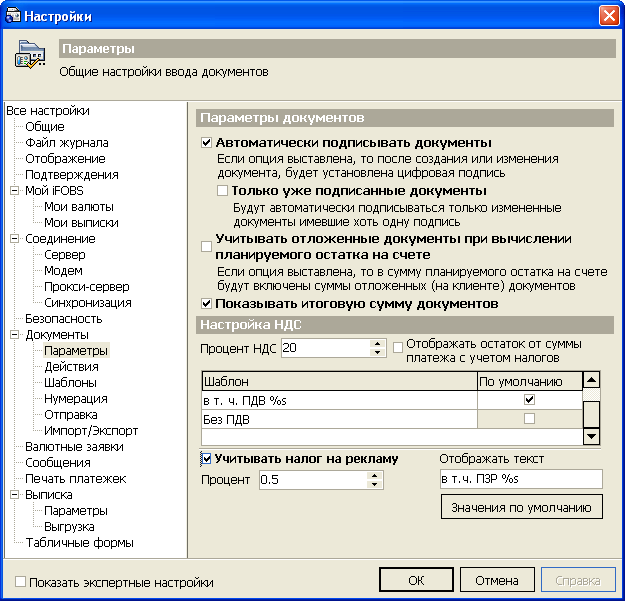 Настройки
Параметры
Общие настройки ввода документов
Все настройки
Общие
Файл журнала
Отображение
Подтверждения
Мой iFOBS
Мои валюты
Мои выписки
Соединение
Сервер
Модем
Прокси-сервер
Синхронизация
Безопасность
Документы
Параметры
Действия
Шаблоны
Нумерация
Отправка
Импорт/Экспорт
Валютные заявки
Сообщения
Печать платежек
Выписка
Параметры
Выгрузка
Табличные формы
Параметры документов
Автоматически подписывать документы
Если опция выставлена, то после создания или изменения
документа, будет установлена цифровая подпись
Только уже подписанные документы
Будут автоматически подписываться только измененные
документы имевшие хоть одну подпись
Учитывать отложенные документы при вычислении
планируемого остатка на счете
Если опция выставлена, то в сумму планируемого остатка на счете
будут включены суммы отложенных (на клиенте) документов
Показывать итоговую сумму документов
Настройка НДС
Процент НДС 20
Отображать остаток от суммы
платежа с учетом налогов
Шаблон По умолчанию
в т. ч. ПДВ %s
Без ПДВ
Учитывать налог на рекламу
Отображать текст
Процент 0.5
в т.ч. ПЗР %s
Значения по умолчанию
Показать экспертные настройки
OK
Отмена
Справка